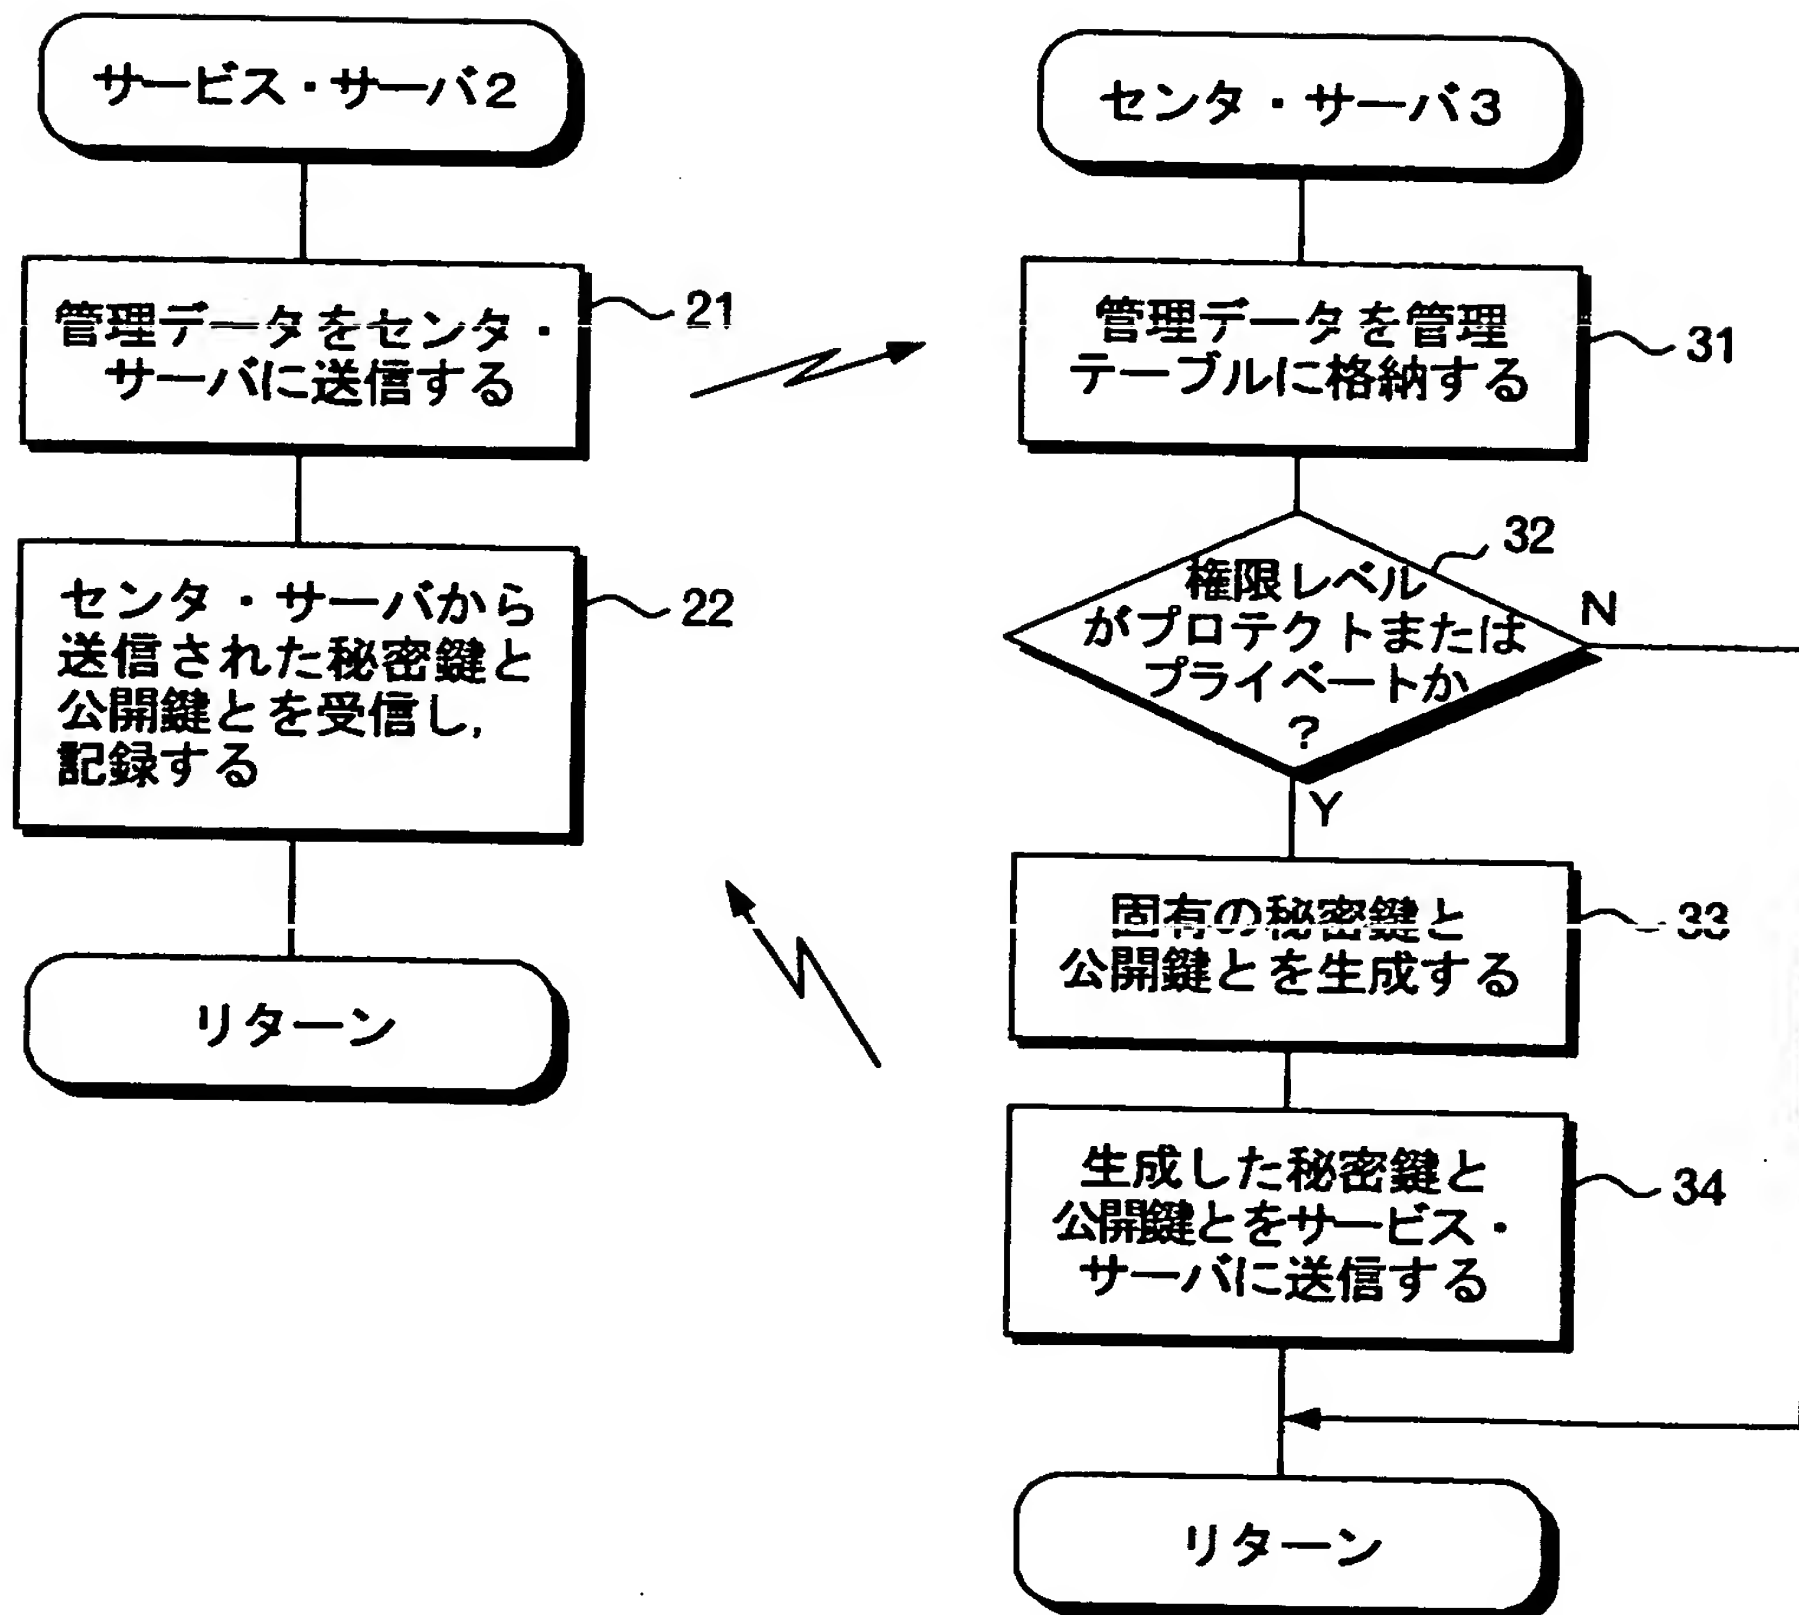 サービス・サーバ2
管理データをセンタ・
サーバに送信する
21
センタ・サーバから
送信された秘密鍵と
公開鍵とを受信し,
記録する
22
リターン
センタ・サーバ3
管理データを管理
テーブルに格納する
31
権限レベル
がプロテクトまたは
プライベートか
?
32
N
Y
固有の秘密鍵と
公開鍵とを生成する
33
生成した秘密鍵と
公開鍵とをサービス・
サーバに送信する
34
リターン